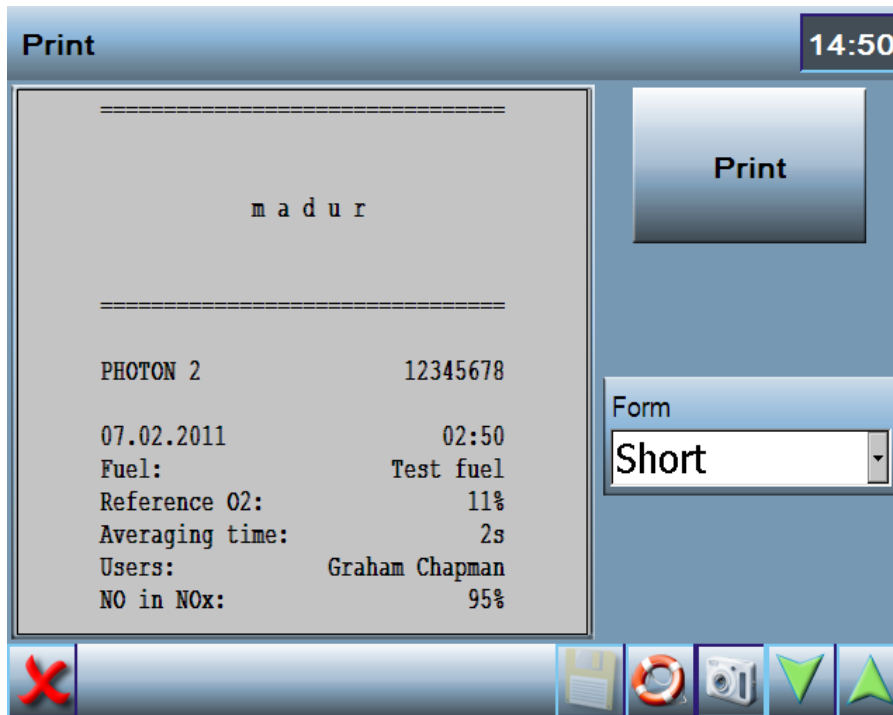 Print
14:50
================================
m a d u r
================================
PHOTON 2 12345678
07.02.2011 02:50
Fuel: Test fuel
Reference O2: 11%
Averaging time: 2s
Users: Graham Chapman
NO in NOx: 95%
Print
Form
Short